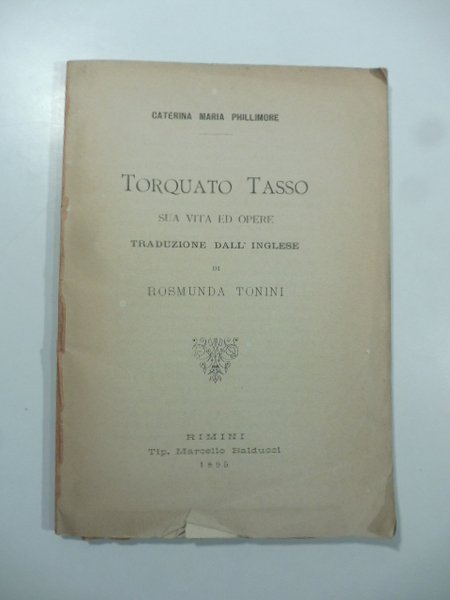 CATERINA MARIA PHILLIMORE
TORQUATO TASSO
SUA VITA ED OPERE
TRADUZIONE DALL' INGLESE
DI
ROSMUNDA TONINI
RIMINI
Tip. Marcello Balducci
1895